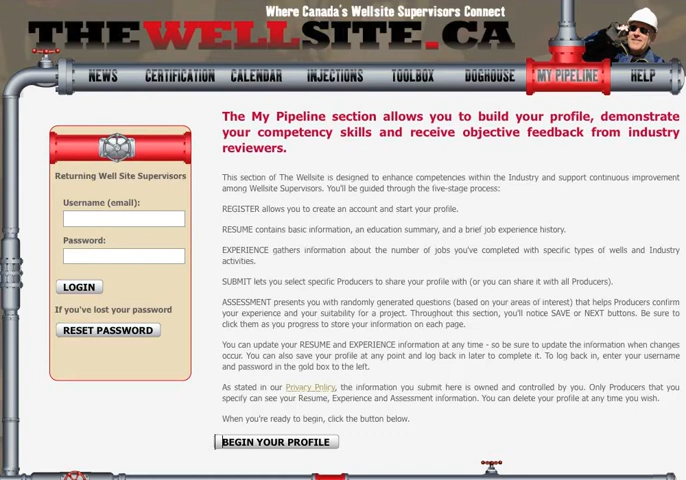 Where Canada's Wellsite Supervisors Connect
THEWELLSITE.CA
NEWS CERTIFICATION CALENDAR INJECTIONS TOOLBOX DOGHOUSE MY PIPELINE HELP
Returning Well Site Supervisors
Username (email):
Password:
LOGIN
If you've lost your password
RESET PASSWORD
The My Pipeline section allows you to build your profile, demonstrate
your competency skills and receive objective feedback from industry
reviewers.
This section of The Wellsite is designed to enhance competencies within the Industry and support continuous improvement
among Wellsite Supervisors. You'll be guided through the five-stage process:
REGISTER allows you to create an account and start your profile.
RESUME contains basic information, an education summary, and a brief job experience history.
EXPERIENCE gathers information about the number of jobs you've completed with specific types of wells and Industry
activities.
SUBMIT lets you select specific Producers to share your profile with (or you can share it with all Producers).
ASSESSMENT presents you with randomly generated questions (based on your areas of interest) that helps Producers confirm
your experience and your suitability for a project. Throughout this section, you'll notice SAVE or NEXT buttons. Be sure to
click them as you progress to store your information on each page.
You can update your RESUME and EXPERIENCE information at any time - so be sure to update the information when changes
occur. You can also save your profile at any point and log back in later to complete it. To log back in, enter your username
and password in the gold box to the left.
As stated in our Privacy Policy, the information you submit here is owned and controlled by you. Only Producers that you
specify can see your Resume, Experience and Assessment information. You can delete your profile at any time you wish.
When you're ready to begin, click the button below.
BEGIN YOUR PROFILE